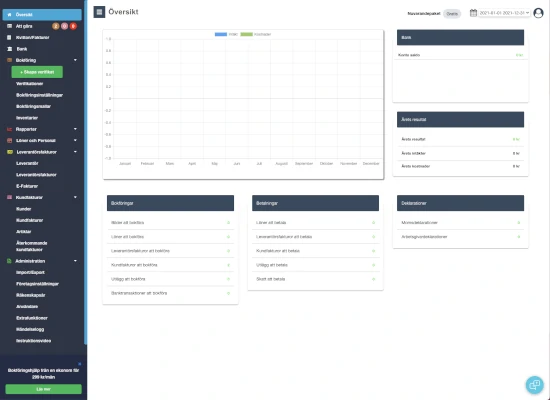 Översikt
Att göra
Kvitton/Fakturor
Bank
Bokföring
+ Skapa verifikat
Verifikationer
Bokföringsinställningar
Bokföringsmallar
Inventarier
Rapporter
Löner och Personal
Leverantörsfakturor
Leverantör
Leverantörsfakturor
E-Fakturor
Kundfakturor
Kunder
Kundfakturor
Artiklar
Återkommande
kundfakturor
Administration
Import/Export
Företagsinställningar
Räkenskapsår
Användare
Extrafunktioner
Händelselogg
Instruktionsvideo
Bokföringshjälp från en ekonom för
299 kr/mån
Läs mer
Översikt
Nuvarandepaket
Gratis
2021-01-01 2021-12-31
Intäkt
Kostnader
1.0
0.8
0.6
0.4
0.2
0
-0.2
-0.4
-0.6
-0.8
-1.0
Januari Februari Mars April Maj Juni Juli Augusti September Oktober November December
Bank
Konto saldo 0 kr
Årets resultat
Årets resultat 0 kr
Årets intäkter 0 kr
Årets kostnader 0 kr
Bokföringar
Bilder att bokföra 0
Löner att bokföra 0
Leverantörsfakturor att bokföra 0
Kundfakturor att bokföra 0
Utlägg att bokföra 0
Banktransaktioner att bokföra 0
Betalningar
Löner att betala 0
Leverantörsfakturor att betala 0
Kundfakturor att betala 0
Utlägg att betala 0
Skatt att betala 0
Deklarationer
Momsdeklarationer 0
Arbetsgivardeklarationer 0